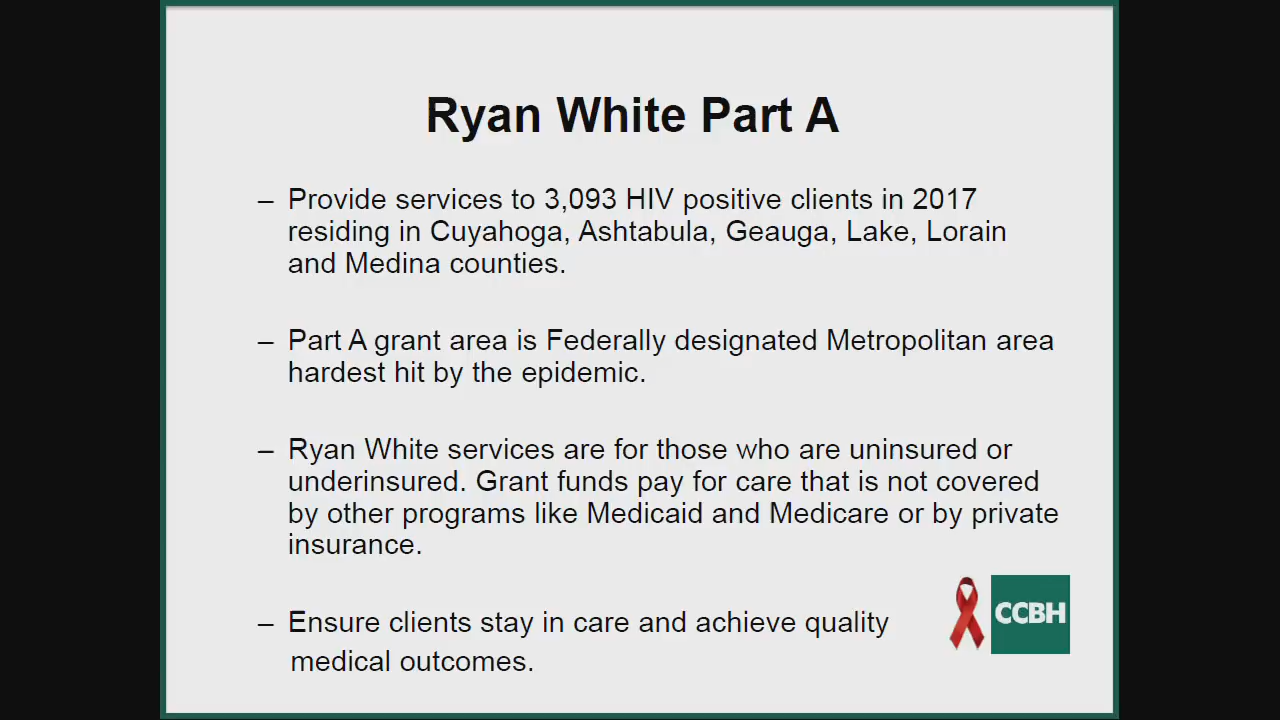 Ryan White Part A
– Provide services to 3,093 HIV positive clients in 2017
residing in Cuyahoga, Ashtabula, Geauga, Lake, Lorain
and Medina counties.
– Part A grant area is Federally designated Metropolitan area
hardest hit by the epidemic.
– Ryan White services are for those who are uninsured or
underinsured. Grant funds pay for care that is not covered
by other programs like Medicaid and Medicare or by private
insurance.
– Ensure clients stay in care and achieve quality
medical outcomes.
CCBH